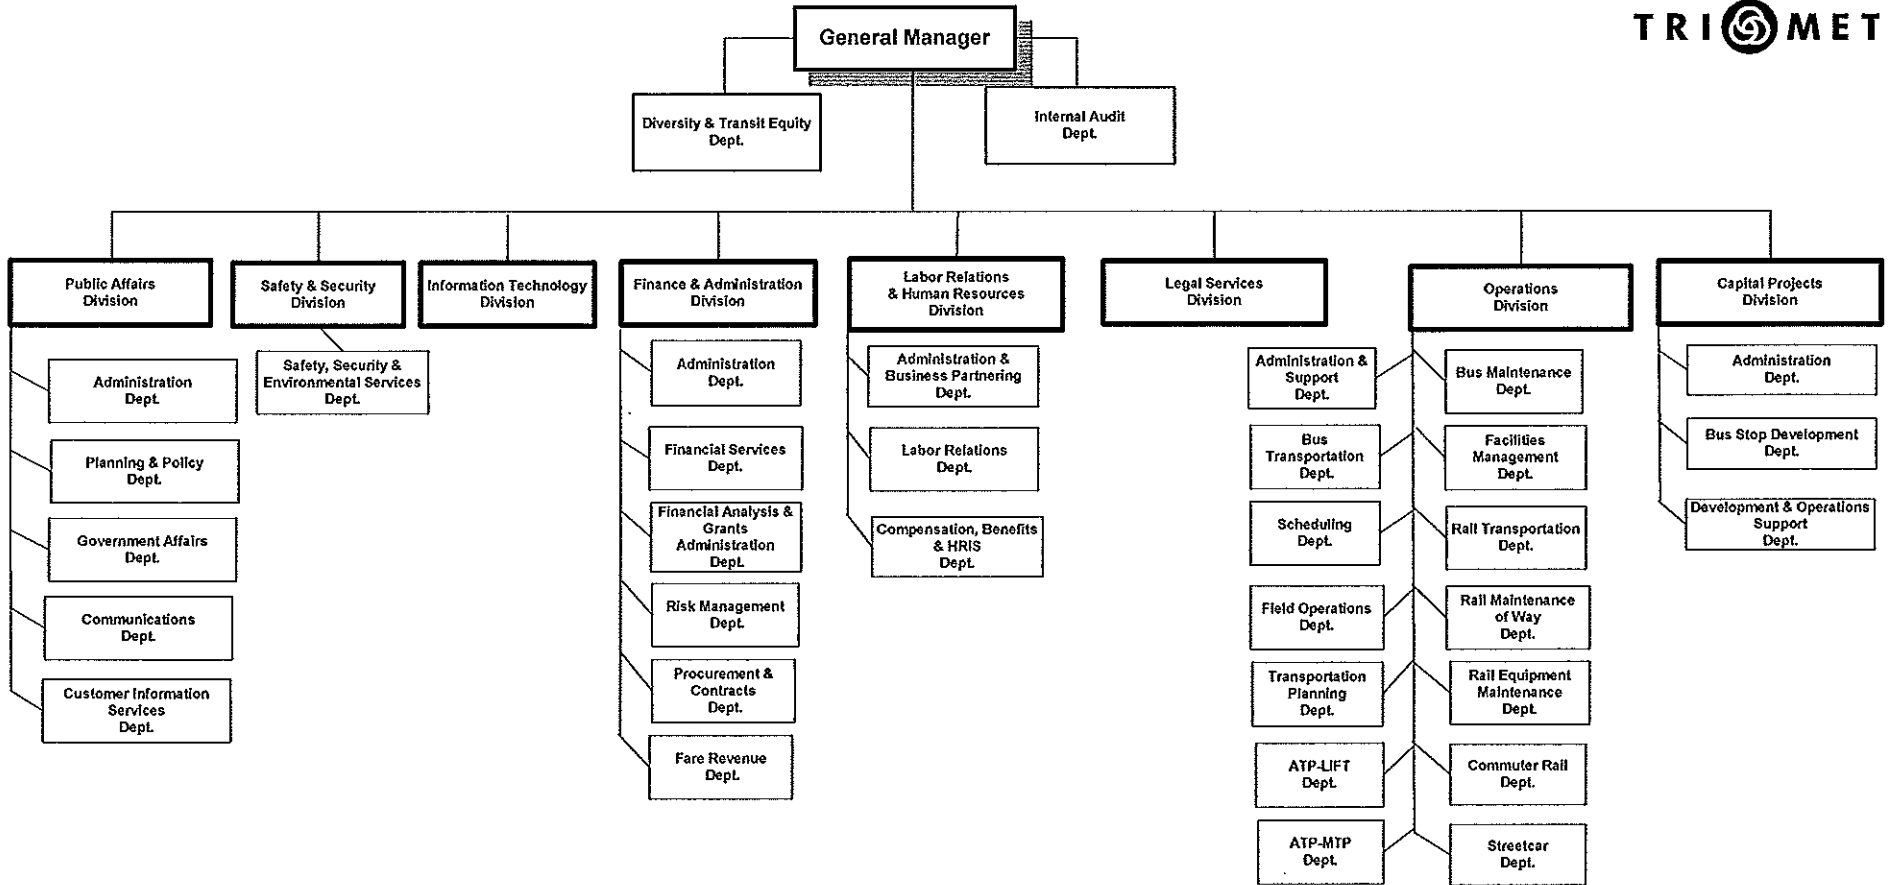 TRI MET
General Manager
Diversity & Transit Equity
Dept.
Internal Audit
Dept.
Public Affairs
Division
Safety & Security
Division
Information Technology
Division
Finance & Administration
Division
Labor Relations
& Human Resources
Division
Legal Services
Division
Operations
Division
Capital Projects
Division
Administration
Dept.
Planning & Policy
Dept.
Government Affairs
Dept.
Communications
Dept.
Customer Information
Services
Dept.
Safety, Security &
Environmental Services
Dept.
Administration
Dept.
Financial Services
Dept.
Financial Analysis &
Grants
Administration
Dept.
Risk Management
Dept.
Procurement &
Contracts
Dept.
Fare Revenue
Dept.
Administration &
Business Partnering
Dept.
Labor Relations
Dept.
Compensation, Benefits
& HRIS
Dept.
Administration &
Support
Dept.
Bus
Transportation
Dept.
Scheduling
Dept.
Field Operations
Dept.
Transportation
Planning
Dept.
ATP-LIFT
Dept.
ATP-MTP
Dept.
Bus Maintenance
Dept.
Facilities
Management
Dept.
Rail Transportation
Dept.
Rail Maintenance
of Way
Dept.
Rail Equipment
Maintenance
Dept.
Commuter Rail
Dept.
Streetcar
Dept.
Administration
Dept.
Bus Stop Development
Dept.
Development & Operations
Support
Dept.